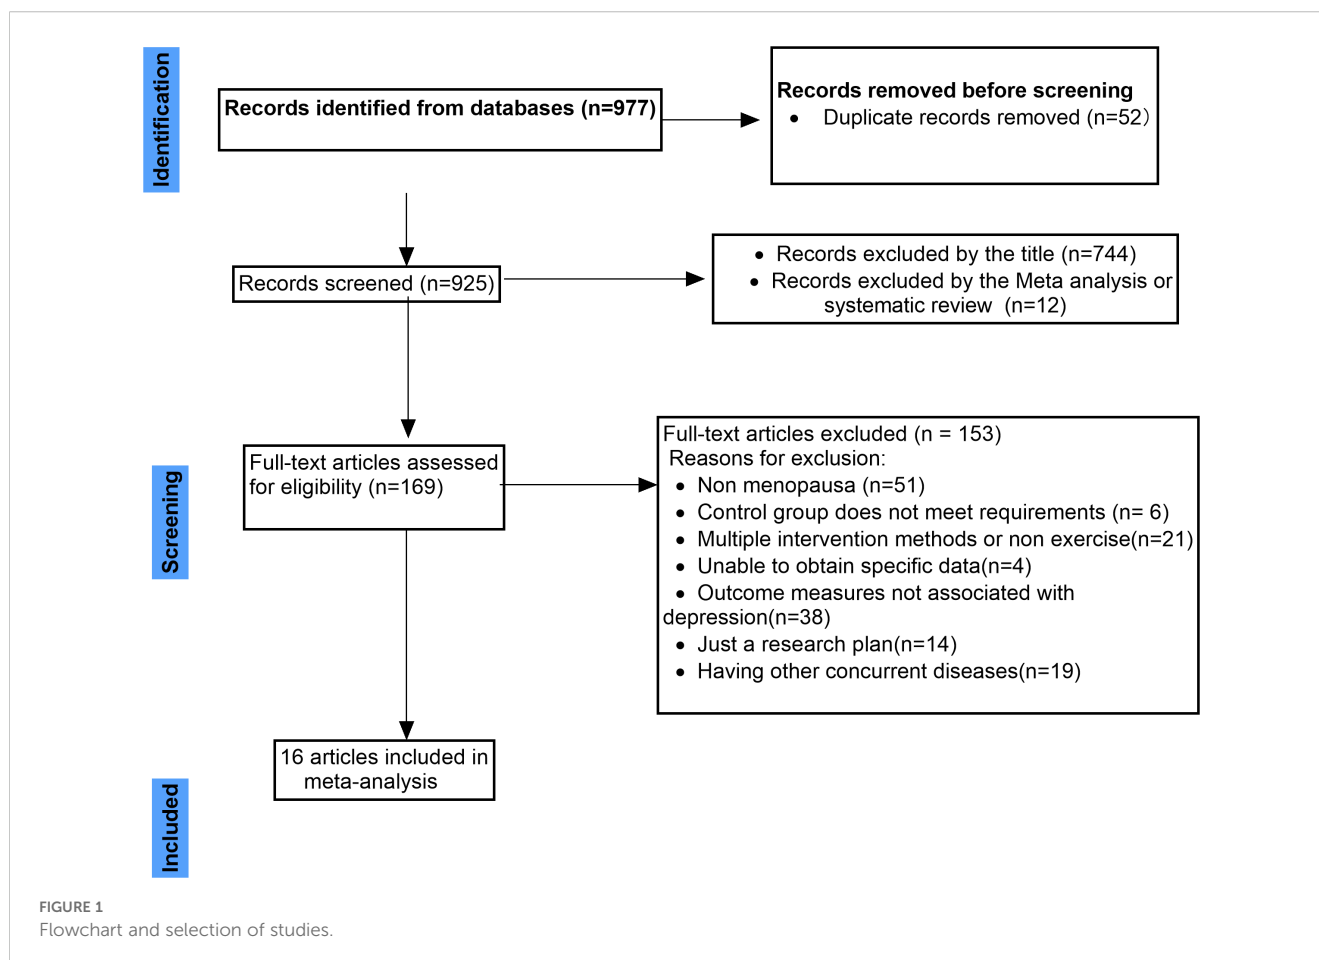 Identification
Records identified from databases (n=977)
Records removed before screening
• Duplicate records removed (n=52)
Records screened (n=925)
• Records excluded by the title (n=744)
• Records excluded by the Meta analysis or
systematic review (n=12)
Screening
Full-text articles assessed
for eligibility (n=169)
Full-text articles excluded (n = 153)
Reasons for exclusion:
• Non menopausa (n=51)
• Control group does not meet requirements (n= 6)
• Multiple intervention methods or non exercise(n=21)
• Unable to obtain specific data(n=4)
• Outcome measures not associated with
depression(n=38)
• Just a research plan(n=14)
• Having other concurrent diseases(n=19)
Included
16 articles included in
meta-analysis
FIGURE 1
Flowchart and selection of studies.